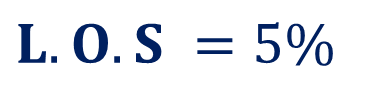 L. O. S = 5%